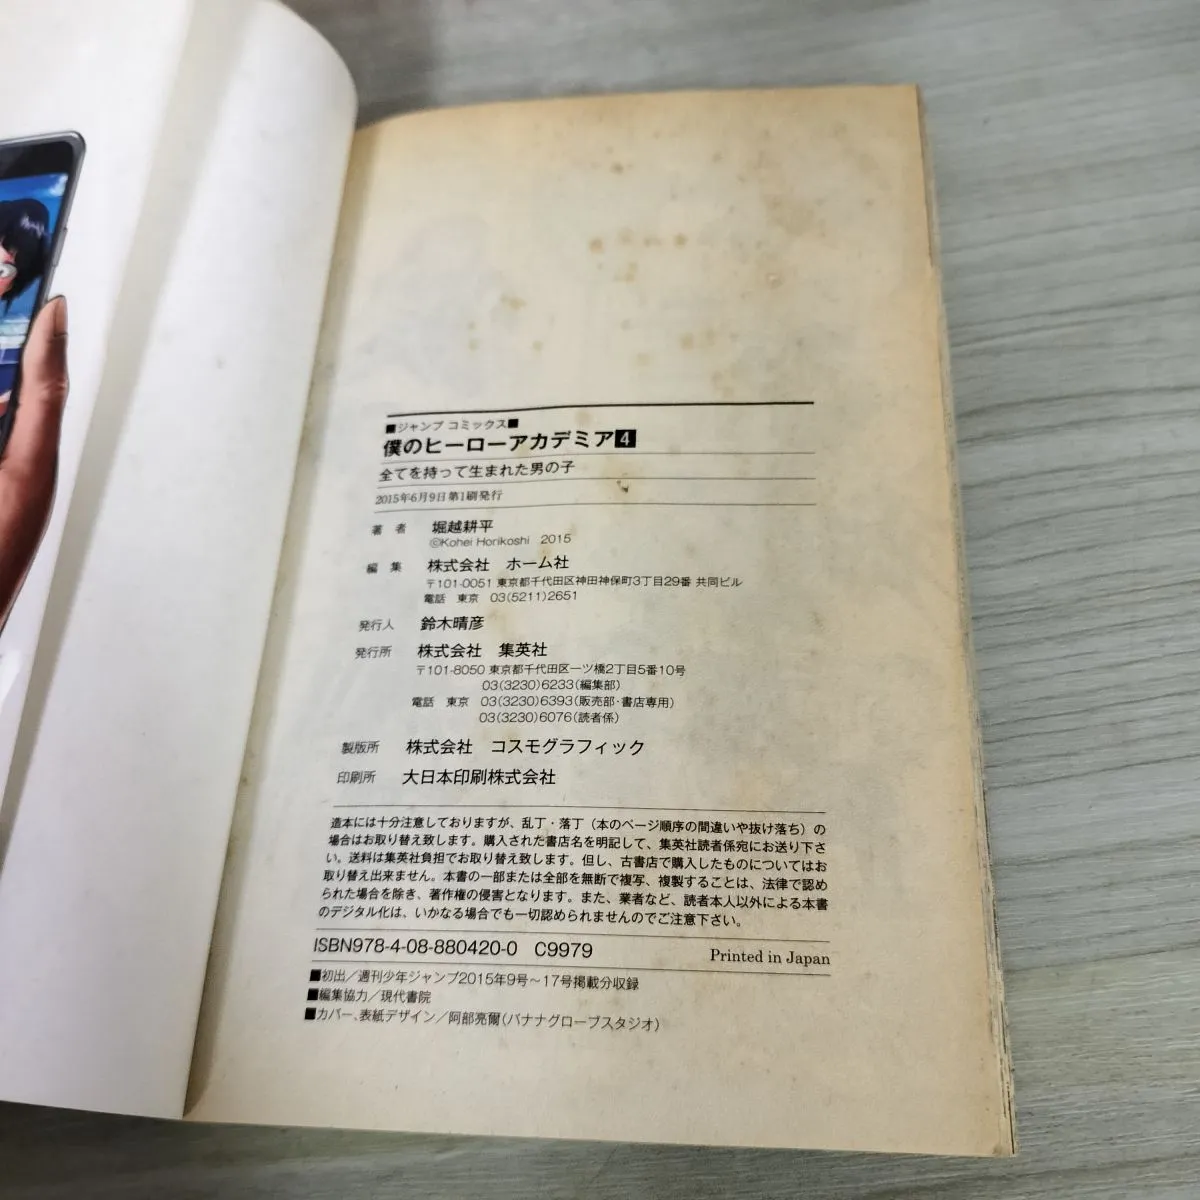 ■ジャンプ コミックス■
僕のヒーローアカデミア4
全てを持って生まれた男の子
2015年6月9日第1刷発行
著 者 堀越耕平
©Kohei Horikoshi 2015
編 集 株式会社 ホーム社
〒101-0051 東京都千代田区神田神保町3丁目29番 共同ビル
電話 東京 03(5211)2651
発行人 鈴木晴彦
発行所 株式会社 集英社
〒101-8050 東京都千代田区一ツ橋2丁目5番10号
03(3230)6233(編集部)
電話 東京 03(3230)6393(販売部・書店専用)
03(3230)6076(読者係)
製版所 株式会社 コスモグラフィック
印刷所 大日本印刷株式会社
造本には十分注意しておりますが、乱丁・落丁(本のページ順序の間違いや抜け落ち)の
場合はお取り替え致します。購入された書店名を明記して、集英社読者係宛にお送り下さ
い。送料は集英社負担でお取り替え致します。但し、古書店で購入したものについてはお
取り替え出来ません。本書の一部または全部を無断で複写、複製することは、法律で認め
られた場合を除き、著作権の侵害となります。また、業者など、読者本人以外による本書
のデジタル化は、いかなる場合でも一切認められませんのでご注意下さい。
ISBN978-4-08-880420-0 C9979 Printed in Japan
■初出/週刊少年ジャンプ2015年9号〜17号掲載分収録
■編集協力/現代書院
■カバー、表紙デザイン/阿部亮爾(バナナグローブスタジオ)